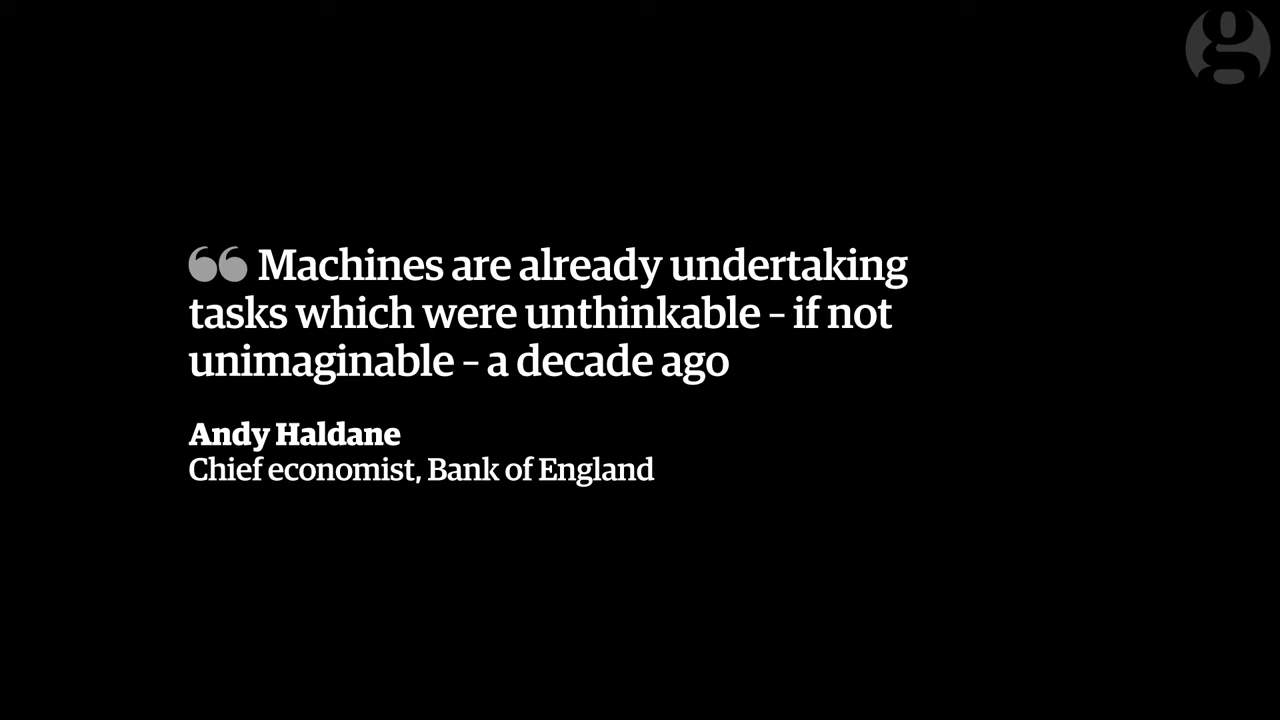 ❝ Machines are already undertaking
tasks which were unthinkable – if not
unimaginable – a decade ago
Andy Haldane
Chief economist, Bank of England
g